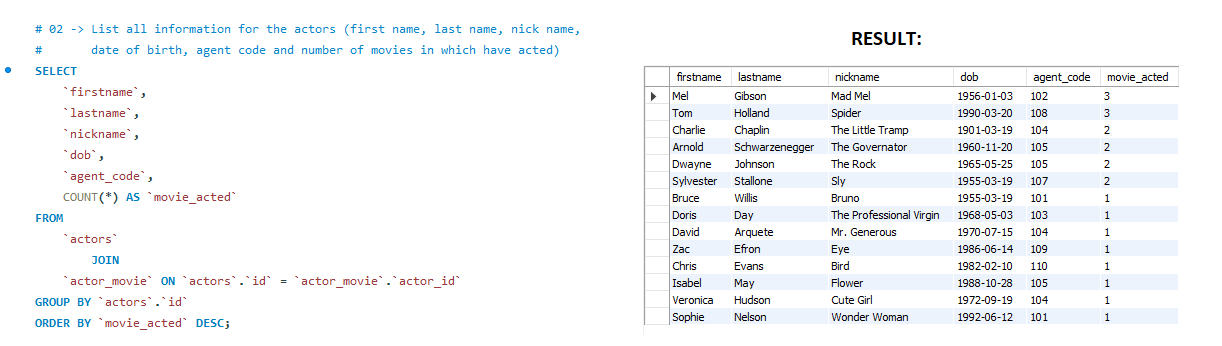 # 02 -> List all information for the actors (first name, last name, nick name,
#       date of birth, agent code and number of movies in which have acted)
SELECT
    `firstname`,
    `lastname`,
    `nickname`,
    `dob`,
    `agent_code`,
    COUNT(*) AS `movie_acted`
FROM
    `actors`
        JOIN
    `actor_movie` ON `actors`.`id` = `actor_movie`.`actor_id`
GROUP BY `actors`.`id`
ORDER BY `movie_acted` DESC;
RESULT:
firstname lastname nickname dob agent_code movie_acted
Mel Gibson Mad Mel 1956-01-03 102 3
Tom Holland Spider 1990-03-20 108 3
Charlie Chaplin The Little Tramp 1901-03-19 104 2
Arnold Schwarzenegger The Governator 1960-11-20 105 2
Dwayne Johnson The Rock 1965-05-25 105 2
Sylvester Stallone Sly 1955-03-19 107 2
Bruce Willis Bruno 1955-03-19 101 1
Doris Day The Professional Virgin 1968-05-03 103 1
David Arquete Mr. Generous 1970-07-15 104 1
Zac Efron Eye 1986-06-14 109 1
Chris Evans Bird 1982-02-10 110 1
Isabel May Flower 1988-10-28 105 1
Veronica Hudson Cute Girl 1972-09-19 104 1
Sophie Nelson Wonder Woman 1992-06-12 101 1